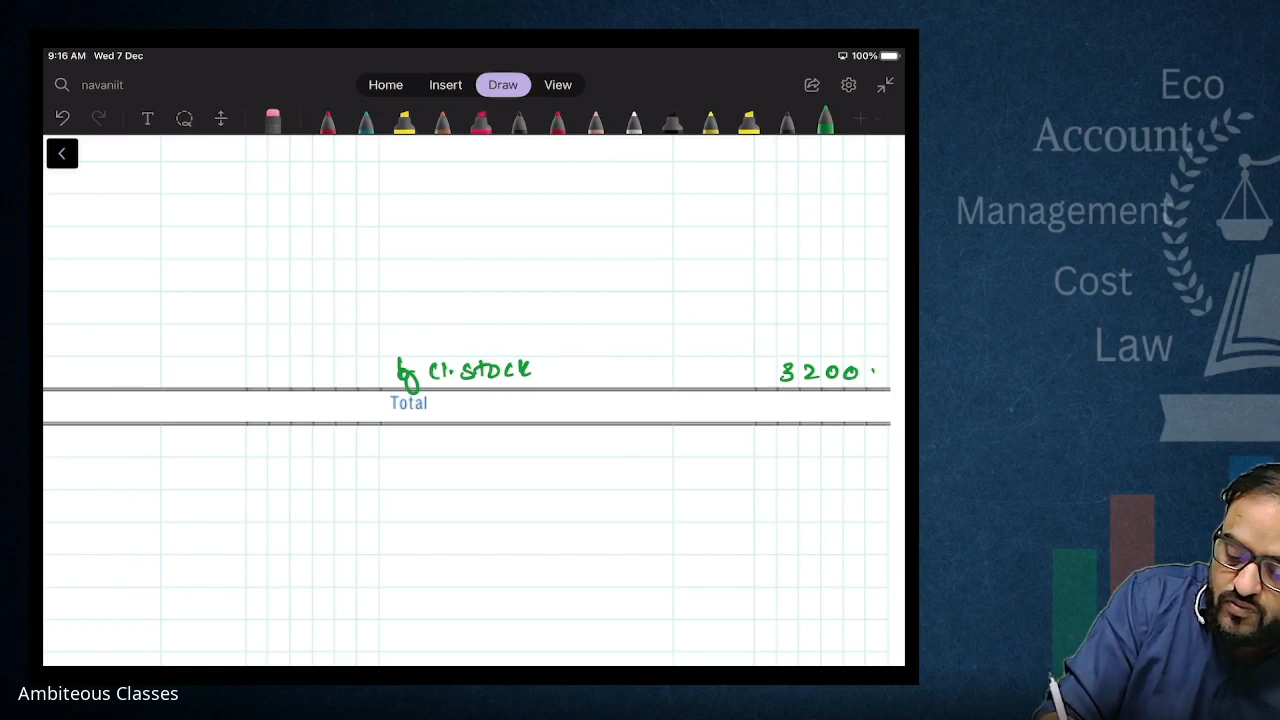 9:16 AM Wed 7 Dec
100%
navaniit
Home Insert Draw View
T
by Cl. stock 3200
Total
Eco
Account
Management
Cost
Law
Ambiteous Classes